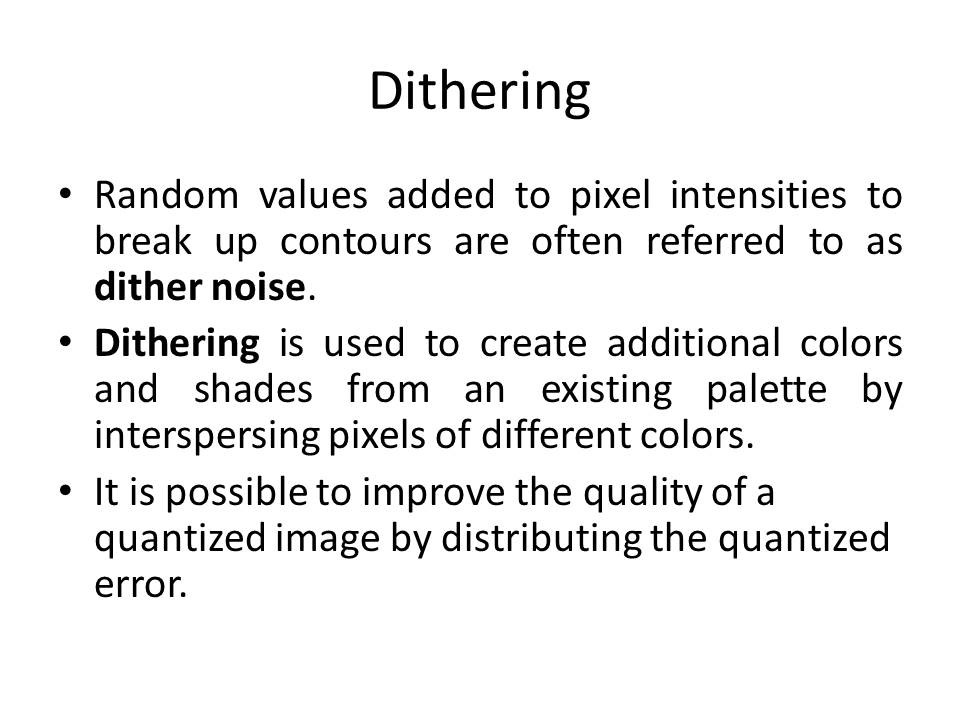 Dithering
• Random values added to pixel intensities to
break up contours are often referred to as
dither noise.
• Dithering is used to create additional colors
and shades from an existing palette by
interspersing pixels of different colors.
• It is possible to improve the quality of a
quantized image by distributing the quantized
error.